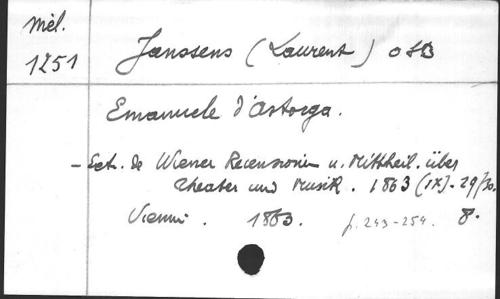 Mél.
1251
Janssens (Laurent) OSB
Emanuele d'Astorga.
- Extr. de Wiener Recensionen u. Mittheil. über
Theater und Musik. 1863 (IX). 29/30.
Vienne. 1863. p. 243-254. 8.